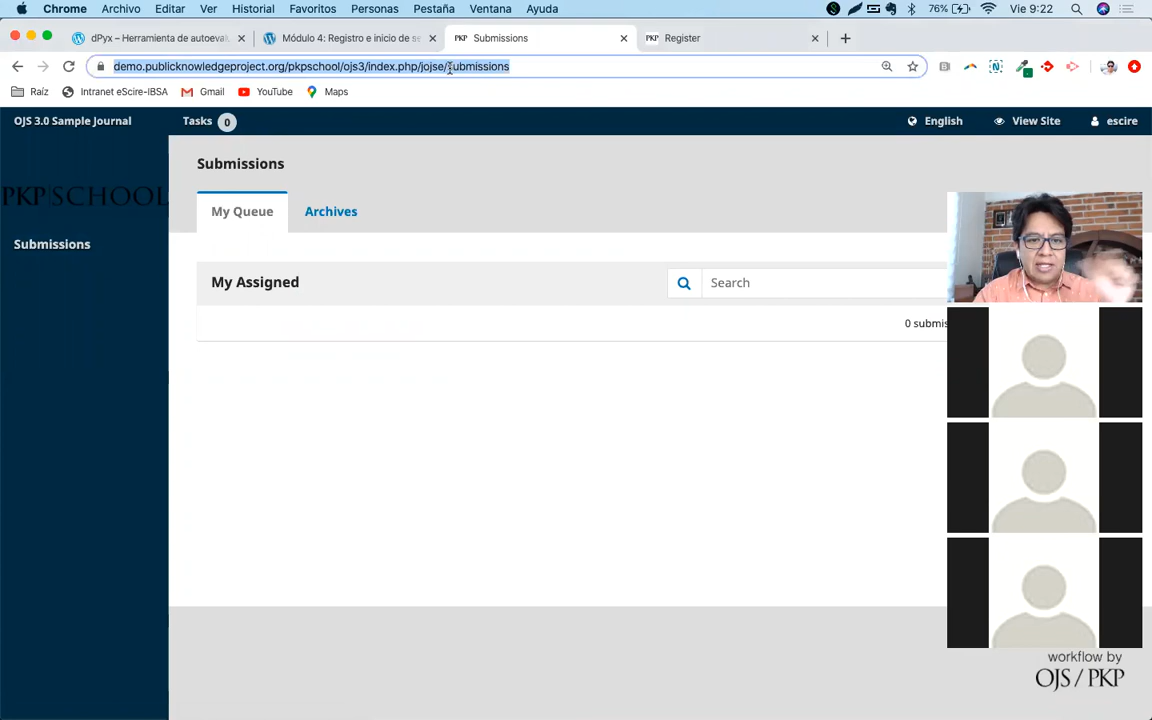 Chrome Archivo Editar Ver Historial Favoritos Personas Pestaña Ventana Ayuda 76% Vie 9:22
dPyx – Herramienta de autoeval Módulo 4: Registro e inicio de se PKP Submissions PKP Register
demo.publicknowledgeproject.org/pkpschool/ojs3/index.php/jojse/submissions
Raíz Intranet eScire-IBSA Gmail YouTube Maps
OJS 3.0 Sample Journal Tasks 0 English View Site escire
Submissions
PKP|SCHOOL
My Queue Archives
Submissions
My Assigned Search
0 submis
workflow by
OJS / PKP